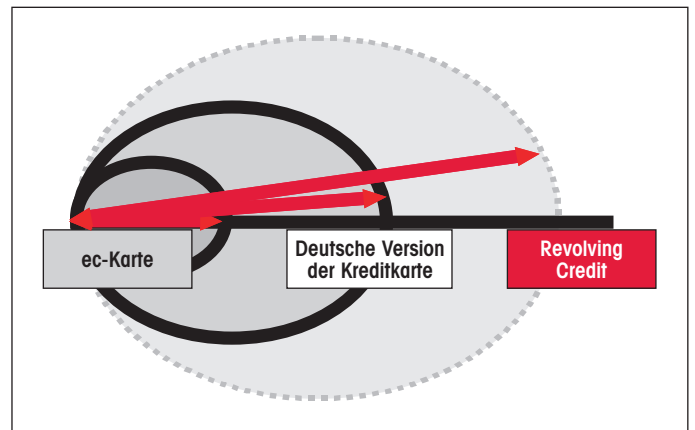 ec-Karte
Deutsche Version
der Kreditkarte
Revolving
Credit